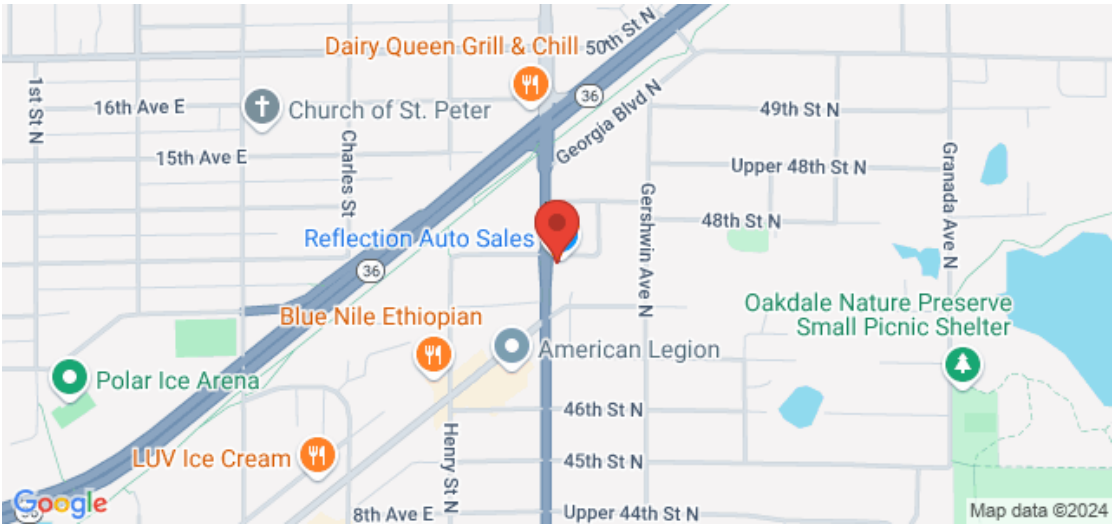 Dairy Queen Grill & Chill
50th St N
1st St N
16th Ave E
Church of St. Peter
36
Georgia Blvd N
49th St N
Charles St
15th Ave E
Upper 48th St N
Granada Ave N
Gershwin Ave N
48th St N
Reflection Auto Sales
36
Blue Nile Ethiopian
Oakdale Nature Preserve
Small Picnic Shelter
American Legion
Polar Ice Arena
46th St N
Henry St N
LUV Ice Cream
45th St N
Google
36
8th Ave E
Upper 44th St N
Map data ©2024